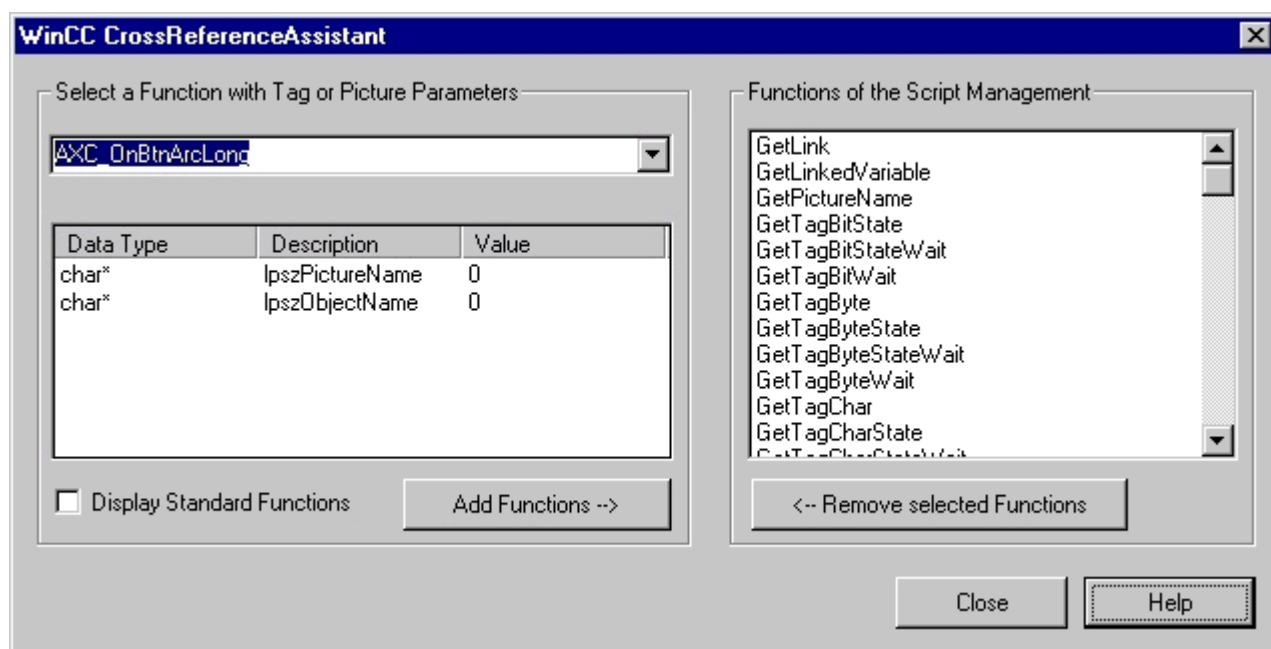 WinCC CrossReferenceAssistant
Select a Function with Tag or Picture Parameters
AXC_OnBtnArcLong
Data Type Description Value
char* lpszPictureName 0
char* lpszObjectName 0
Display Standard Functions
Add Functions -->
Functions of the Script Management
GetLink
GetLinkedVariable
GetPictureName
GetTagBitState
GetTagBitStateWait
GetTagBitWait
GetTagByte
GetTagByteState
GetTagByteStateWait
GetTagByteWait
GetTagChar
GetTagCharState
GetTagCharStateWait
<-- Remove selected Functions
Close Help